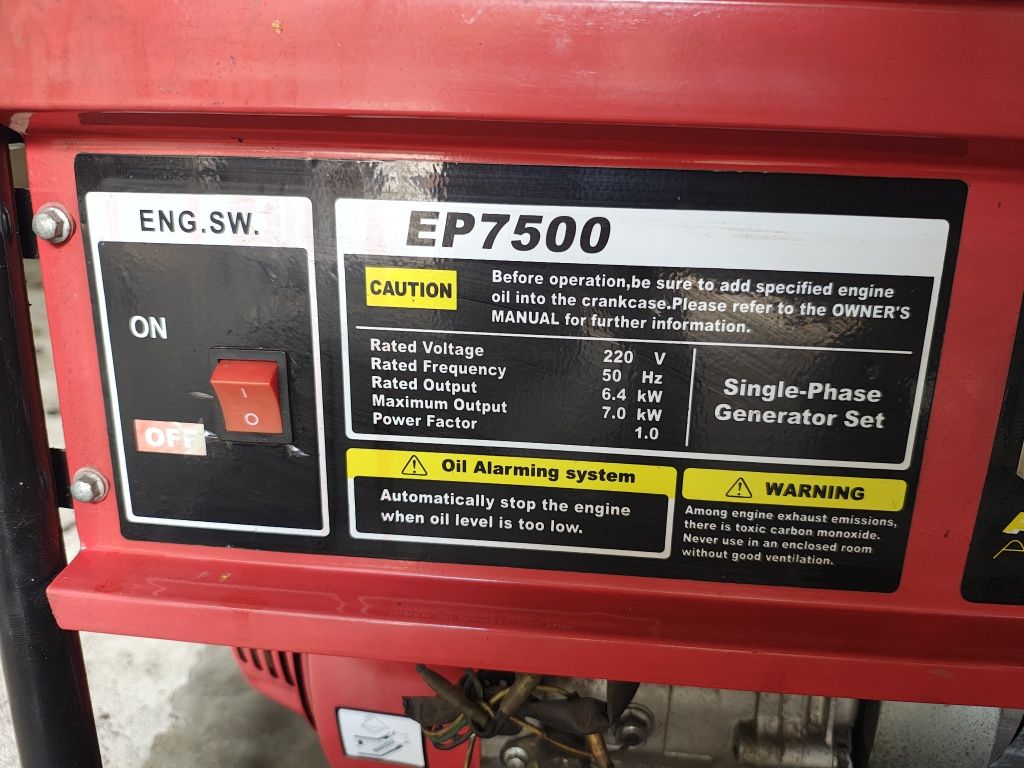 ENG.SW.
ON
OFF
I
O
EP7500
CAUTION
Before operation,be sure to add specified engine
oil into the crankcase.Please refer to the OWNER'S
MANUAL for further information.
Rated Voltage 220 V
Rated Frequency 50 Hz
Rated Output 6.4 kW
Maximum Output 7.0 kW
Power Factor 1.0
Single-Phase
Generator Set
Oil Alarming system
Automatically stop the engine
when oil level is too low.
WARNING
Among engine exhaust emissions,
there is toxic carbon monoxide.
Never use in an enclosed room
without good ventilation.